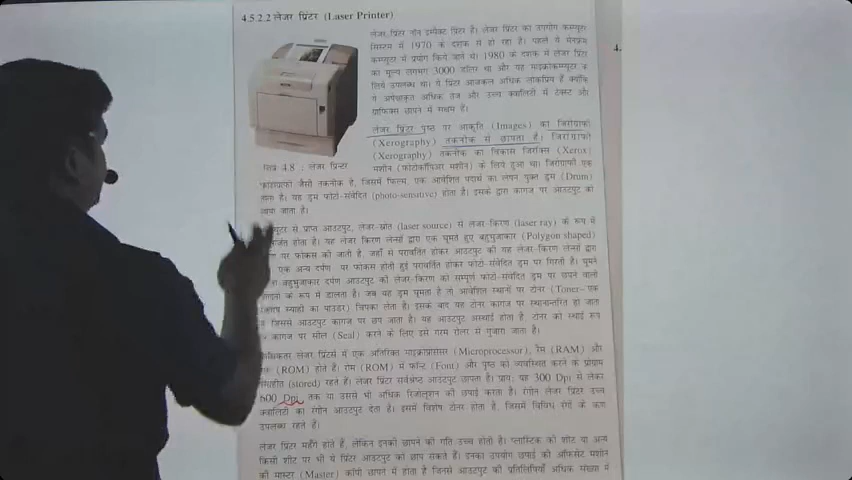 4.5.2.2 लेजर प्रिंटर (Laser Printer)
लेजर प्रिंटर नॉन इम्पैक्ट प्रिंटर है। लेजर प्रिंटर का उपयोग कम्प्यूटर
सिस्टम में 1970 के दशक से हो रहा है। पहले ये मेनफ्रेम
कम्प्यूटर में प्रयोग किये जाते थे। 1980 के दशक में लेजर प्रिंटर
का मूल्य लगभग 3000 डॉलर था और यह माइक्रोकम्प्यूटर
लिये उपलब्ध था। ये प्रिंटर आजकल अधिक लोकप्रिय हैं क्योंकि
ये अपेक्षाकृत अधिक तेज और उच्च क्वालिटी में टेक्स्ट और
ग्राफिक्स छापने में सक्षम हैं।
4.
लेजर प्रिंटर पृष्ठ पर आकृति (Images) को जिरोग्राफी
(Xerography) तकनीक से छापता है। जिरोग्राफी
(Xerography) तकनीक का विकास जिरॉक्स (Xerox)
चित्र 4.8 : लेजर प्रिन्टर
मशीन (फोटोकॉपिअर मशीन) के लिये हुआ था। जिरोग्राफी एक
फोटोग्राफी जैसी तकनीक है, जिसमें फिल्म एक आवेशित पदार्थ का लेपन युक्त ड्रम (Drum)
होता है। यह ड्रम फोटो-संवेदित (photo-sensitive) होता है। इसके द्वारा कागज पर आउटपुट को
छापा जाता है।
से प्राप्त आउटपुट, लेजर-स्रोत (laser source) से लेजर-किरण (laser ray) के रूप में
होता है। यह लेजर किरण लेन्सों द्वारा एक घूमते हुए बहुभुजाकार (Polygon shaped)
पर फोकस की जाती है, जहाँ से परावर्तित होकर आउटपुट की यह लेजर-किरण लेन्सों द्वारा
एक अन्य दर्पण पर फोकस होती हुई परावर्तित होकर फोटो-संवेदित ड्रम पर गिरती है। घूमने
बहुभुजाकार दर्पण आउटपुट को लेजर-किरण को सम्पूर्ण फोटो-संवेदित ड्रम पर छपने वाली
के रूप में डालता है। जब यह ड्रम घूमता है तो आवेशित स्थानों पर टोनर (Toner-एक
स्याही का पाउडर) चिपका लेता है। इसके बाद यह टोनर कागज पर स्थानान्तरित हो जाता
जिससे आउटपुट कागज पर छप जाता है। यह आउटपुट अस्थाई होता है, टोनर को स्थाई रूप
कागज पर सील (Seal) करने के लिए इसे गरम रोलर में गुजारा जाता है।
अधिकतर लेजर प्रिंटर्स में एक अतिरिक्त माइक्रोप्रोसेसर (Microprocessor), रैम (RAM) और
(ROM) होते हैं। रोम (ROM) में फॉन्ट (Font) और पृष्ठ को व्यवस्थित करने के प्रोग्राम
संग्रहीत (stored) रहते हैं। लेजर प्रिंटर सर्वश्रेष्ठ आउटपुट छापता है। प्रायः यह 300 Dpi से लेकर
600 Dpi तक या उससे भी अधिक रिजोलूशन की छपाई करता है। रंगीन लेजर प्रिंटर उच्च
क्वालिटी का रंगीन आउटपुट देता है। इसमें विशेष टोनर होता है, जिसमें विविध रंगों के कण
उपलब्ध रहते हैं।
लेजर प्रिंटर महँगे होते हैं, लेकिन इनकी छापने की गति उच्च होती है। प्लास्टिक की शीट या अन्य
किसी शीट पर भी ये प्रिंटर आउटपुट को छाप सकते हैं। इनका उपयोग छपाई की ऑफसेट मशीन
की मास्टर (Master) कॉपी छापने में होता है जिनसे आउटपुट की प्रतिलिपियाँ अधिक संख्या में